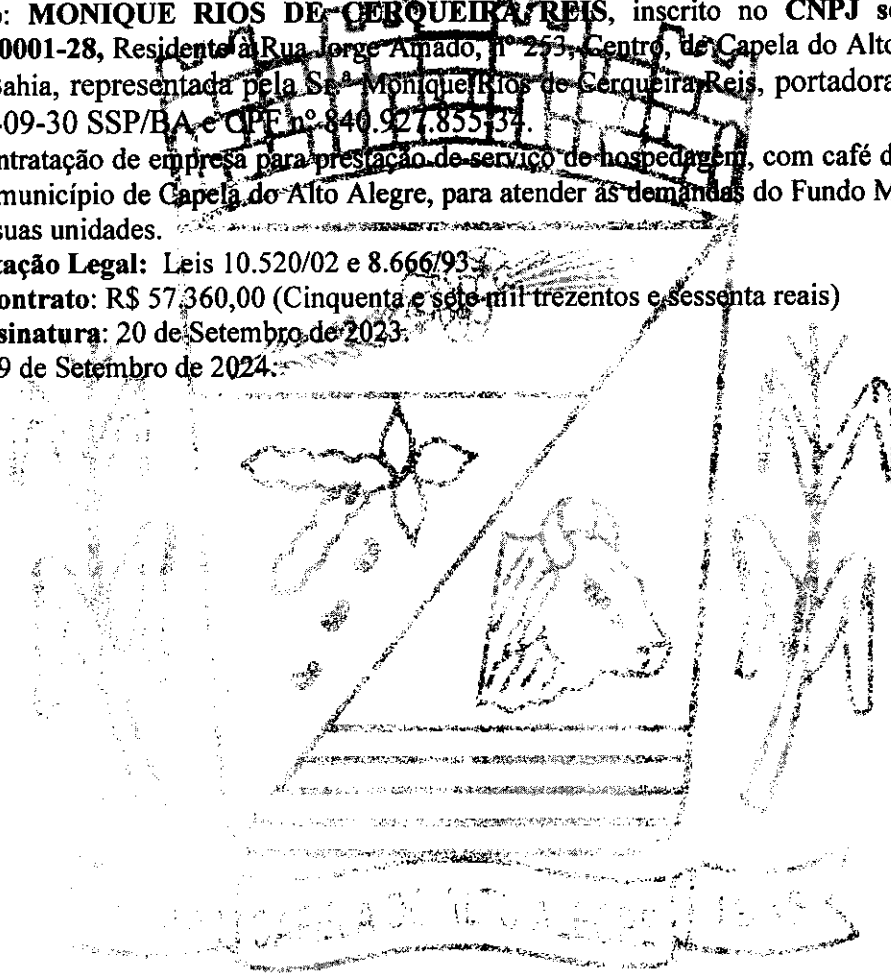 : MONIQUE RIOS DE CERQUEIRA REIS, inscrito no CNPJ s
0001-28, Residente à Rua Jorge Amado, nº 253, Centro, de Capela do Alto
Bahia, representada pela Sr.ª Monique Rios de Cerqueira Reis, portadora
-09-30 SSP/BA e CPF nº 840.927.855-34.
ntratação de empresa para prestação de serviço de hospedagem, com café d
município de Capela do Alto Alegre, para atender as demandas do Fundo M
suas unidades.
tação Legal: Leis 10.520/02 e 8.666/93.
ontrato: R$ 57.360,00 (Cinquenta e sete mil trezentos e sessenta reais)
sinatura: 20 de Setembro de 2023.
9 de Setembro de 2024.